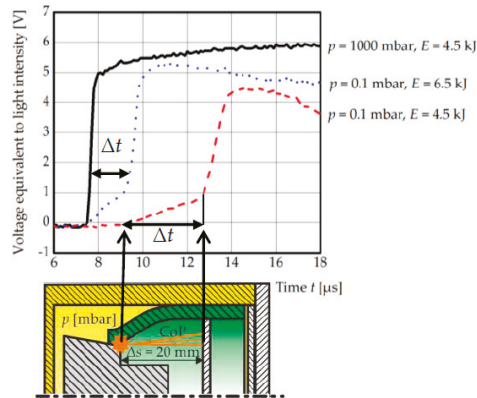 Voltage equivalent to light intensity [V]
7
6
5
4
3
2
1
0
-1
6
8
10
12
14
16
18
Time t [μs]
p = 1000 mbar, E = 4.5 kJ
p = 0.1 mbar, E = 6.5 kJ
p = 0.1 mbar, E = 4.5 kJ
Δt
Δt
p [mbar]
CoP
Δs = 20 mm